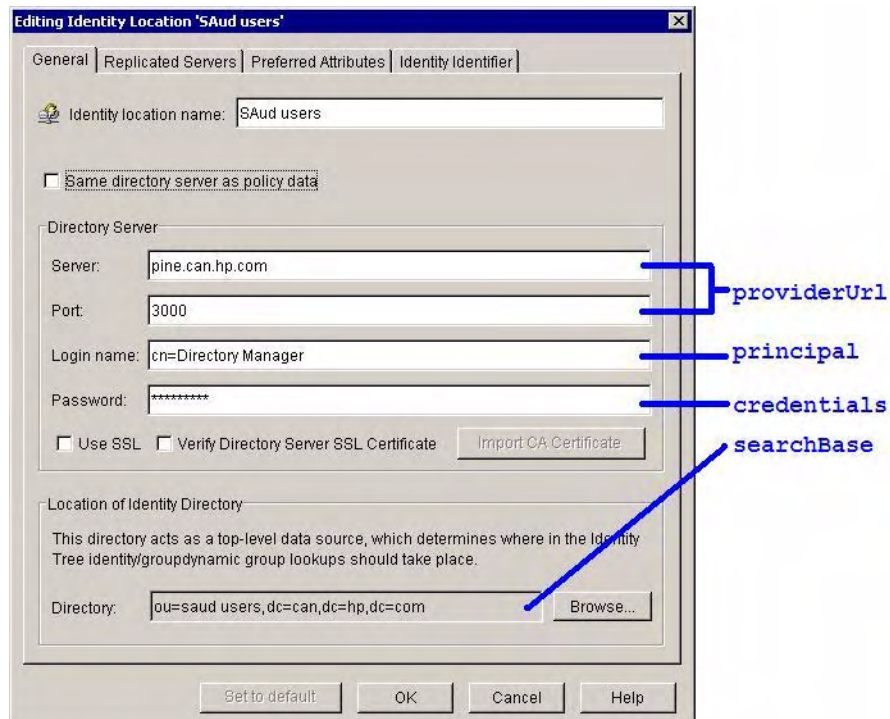 Editing Identity Location 'SAud users'
General Replicated Servers Preferred Attributes Identity Identifier
Identity location name: SAud users
Same directory server as policy data
Directory Server
Server: pine.can.hp.com
providerUrl
Port: 3000
Login name: cn=Directory Manager
principal
Password: *********
credentials
Use SSL Verify Directory Server SSL Certificate Import CA Certificate
searchBase
Location of Identity Directory
This directory acts as a top-level data source, which determines where in the Identity
Tree identity/groupdynamic group lookups should take place.
Directory: ou=saud users,dc=can,dc=hp,dc=com Browse...
Set to default OK Cancel Help